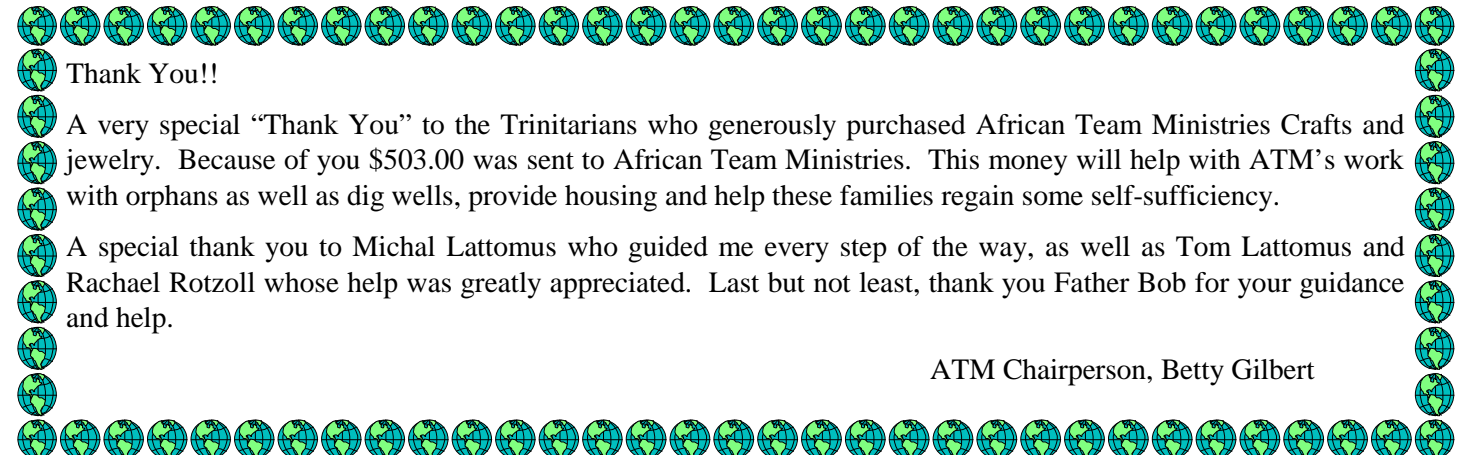 Thank You!!
A very special “Thank You” to the Trinitarians who generously purchased African Team Ministries Crafts and
jewelry.  Because of you $503.00 was sent to African Team Ministries.  This money will help with ATM’s work
with orphans as well as dig wells, provide housing and help these families regain some self-sufficiency.
A special thank you to Michal Lattomus who guided me every step of the way, as well as Tom Lattomus and
Rachael Rotzoll whose help was greatly appreciated.  Last but not least, thank you Father Bob for your guidance
and help.
ATM Chairperson, Betty Gilbert